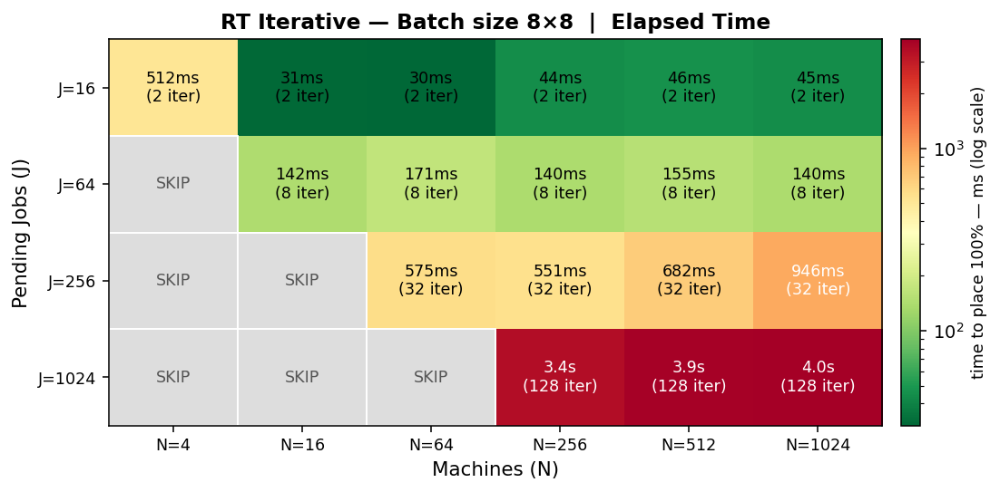 RT Iterative — Batch size 8×8  |  Elapsed Time
Pending Jobs (J)
J=16
512ms
(2 iter)
31ms
(2 iter)
30ms
(2 iter)
44ms
(2 iter)
46ms
(2 iter)
45ms
(2 iter)
J=64
SKIP
142ms
(8 iter)
171ms
(8 iter)
140ms
(8 iter)
155ms
(8 iter)
140ms
(8 iter)
J=256
SKIP
SKIP
575ms
(32 iter)
551ms
(32 iter)
682ms
(32 iter)
946ms
(32 iter)
J=1024
SKIP
SKIP
SKIP
3.4s
(128 iter)
3.9s
(128 iter)
4.0s
(128 iter)
N=4
N=16
N=64
N=256
N=512
N=1024
Machines (N)
10³
10²
time to place 100% — ms (log scale)